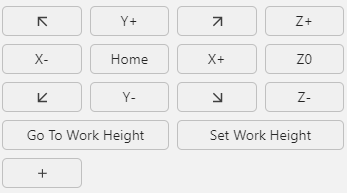 ↖ Y+ ↗ Z+
X- Home X+ Z0
↙ Y- ↘ Z-
Go To Work Height Set Work Height
+